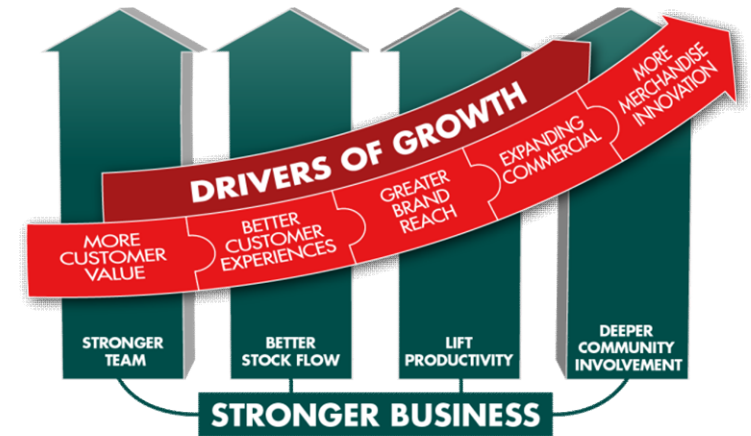 DRIVERS OF GROWTH
MORE
CUSTOMER
VALUE
BETTER
CUSTOMER
EXPERIENCES
GREATER
BRAND
REACH
EXPANDING
COMMERCIAL
MORE
MERCHANDISE
INNOVATION
STRONGER
TEAM
BETTER
STOCK FLOW
LIFT
PRODUCTIVITY
DEEPER
COMMUNITY
INVOLVEMENT
STRONGER BUSINESS